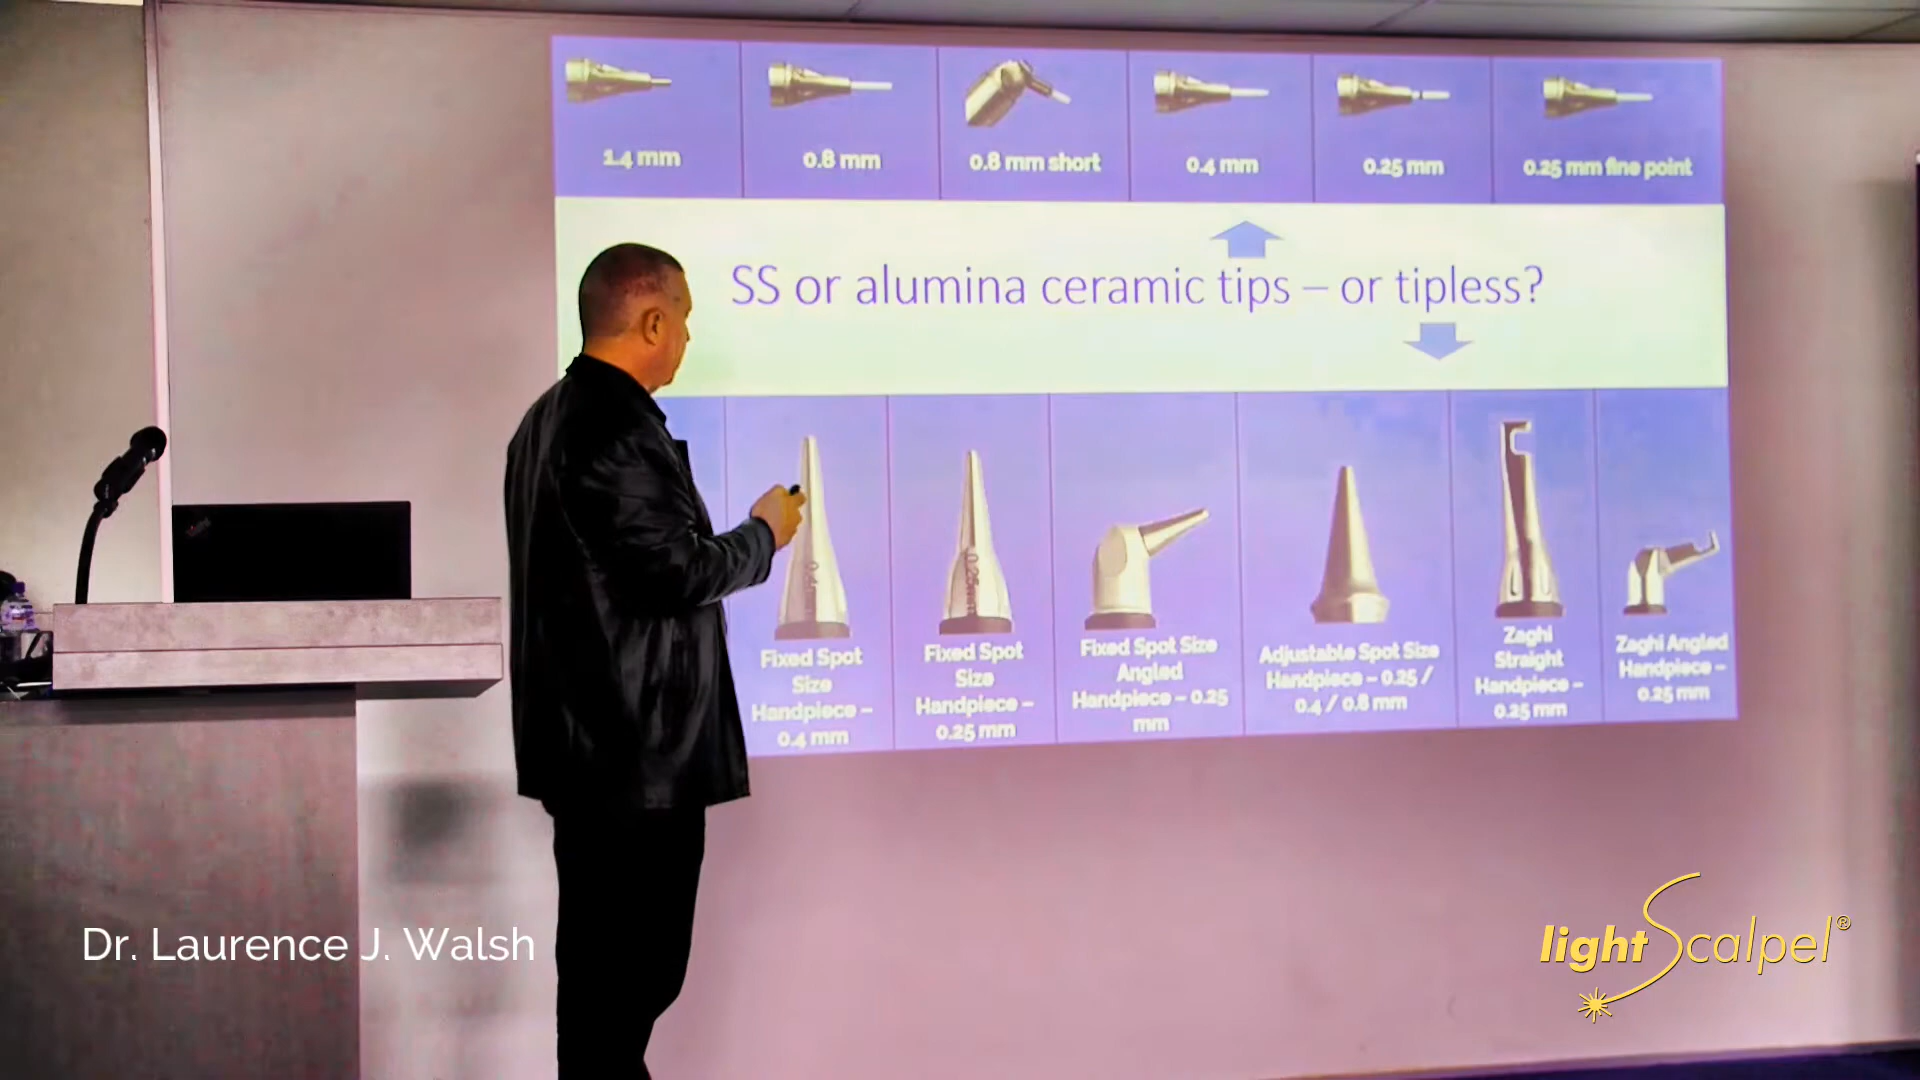 1.4 mm
0.8 mm
0.8 mm short
0.4 mm
0.25 mm
0.25 mm fine point
SS or alumina ceramic tips – or tipless?
0.4mm
0.25mm
Fixed Spot
Size
Handpiece –
0.4 mm
Fixed Spot
Size
Handpiece –
0.25 mm
Fixed Spot Size
Angled
Handpiece – 0.25
mm
Adjustable Spot Size
Handpiece – 0.25 /
0.4 / 0.8 mm
Zaghi
Straight
Handpiece –
0.25 mm
Zaghi Angled
Handpiece –
0.25 mm
Dr. Laurence J. Walsh
lightScalpel®